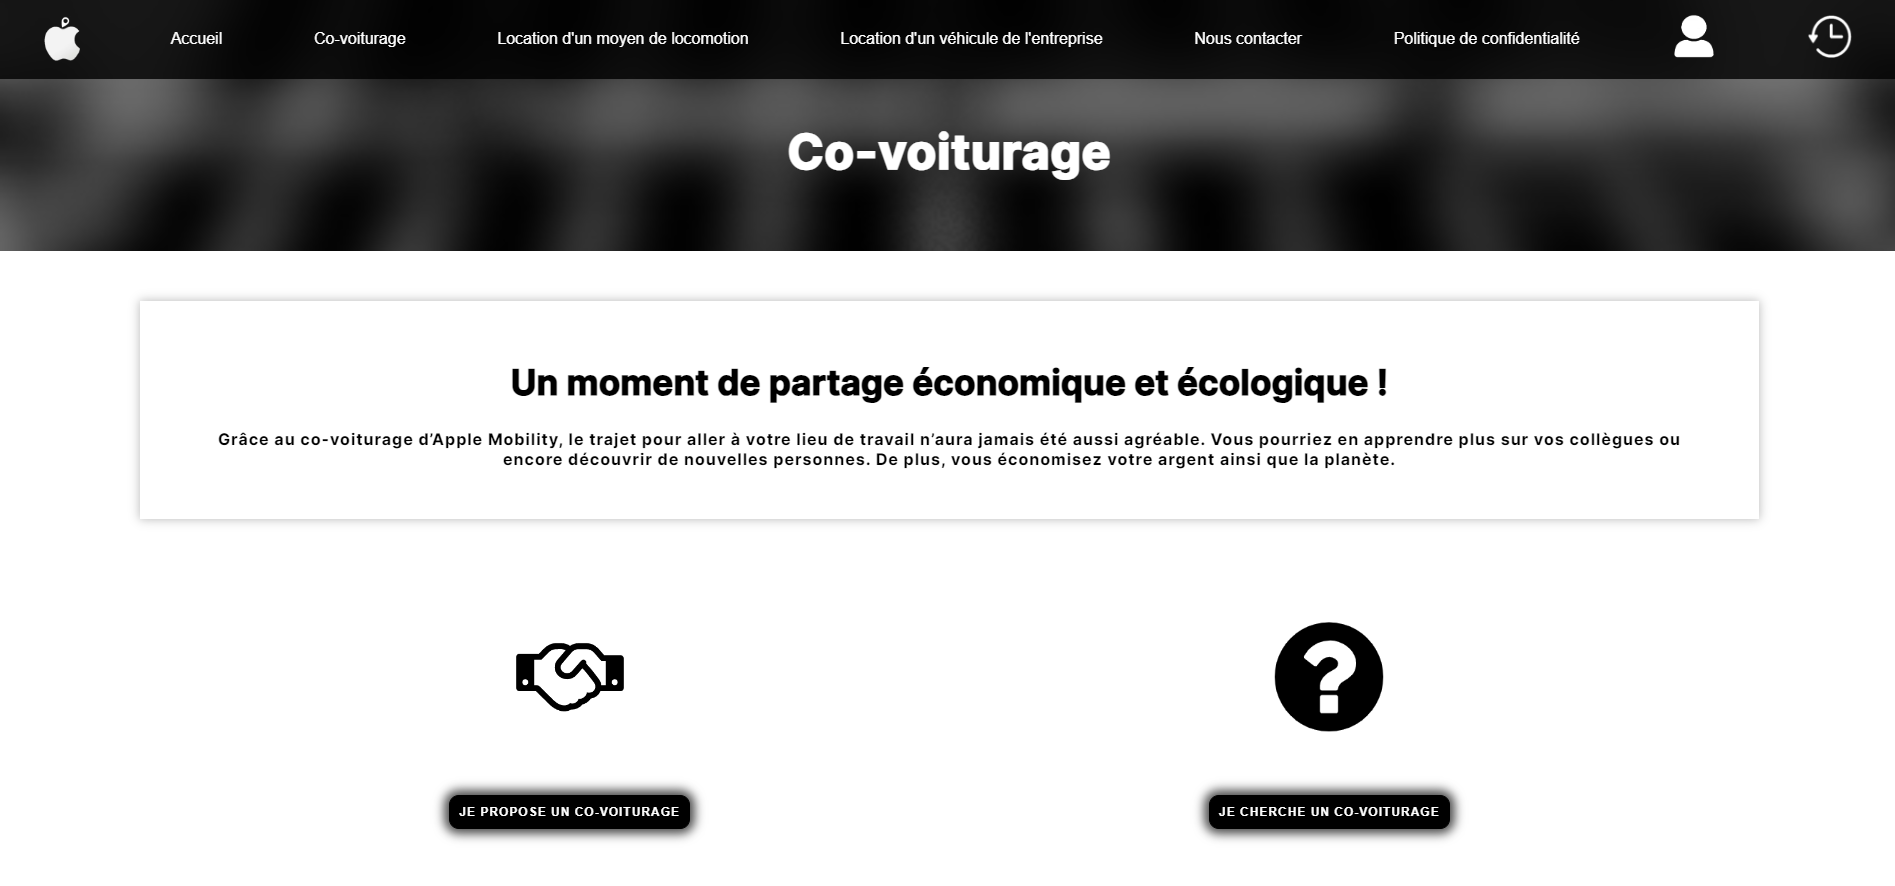 Accueil
Co-voiturage
Location d'un moyen de locomotion
Location d'un véhicule de l'entreprise
Nous contacter
Politique de confidentialité
Co-voiturage
Un moment de partage économique et écologique !
Grâce au co-voiturage d’Apple Mobility, le trajet pour aller à votre lieu de travail n’aura jamais été aussi agréable. Vous pourriez en apprendre plus sur vos collègues ou
encore découvrir de nouvelles personnes. De plus, vous économisez votre argent ainsi que la planète.
JE PROPOSE UN CO-VOITURAGE
JE CHERCHE UN CO-VOITURAGE